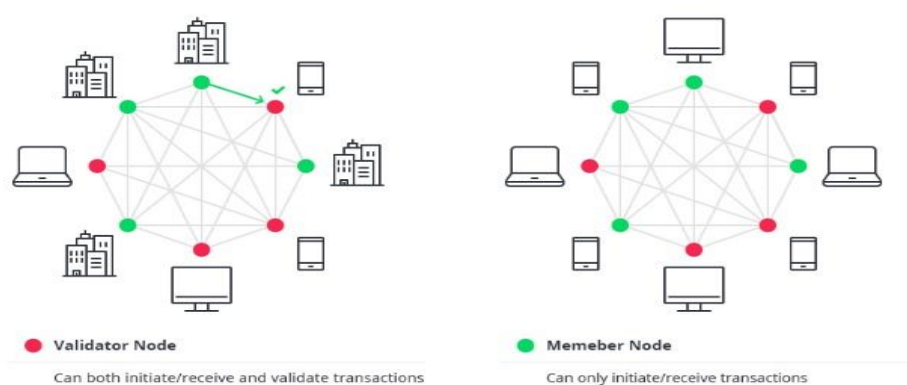 Validator Node
Can both initiate/receive and validate transactions
Memeber Node
Can only initiate/receive transactions